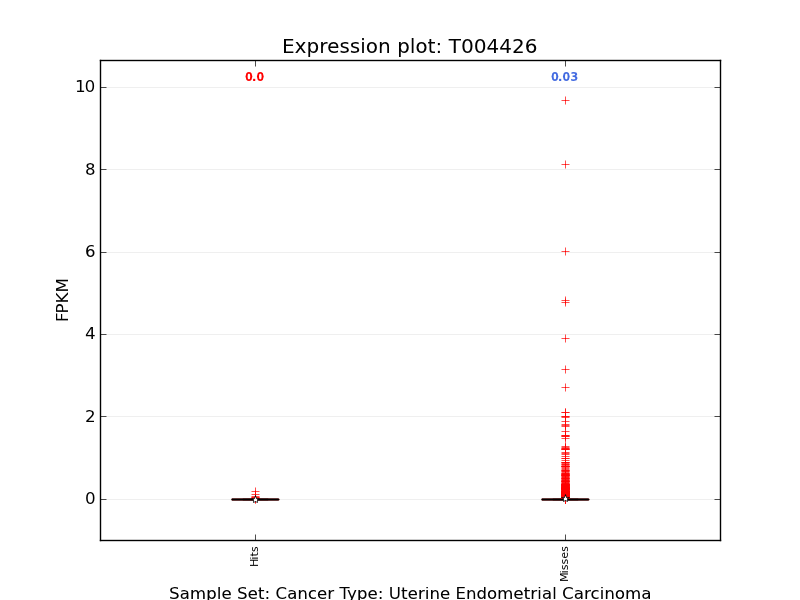 Expression plot: T004426
0.0
0.03
10
8
6
4
2
0
FPKM
Hits
Misses
Sample Set: Cancer Type: Uterine Endometrial Carcinoma